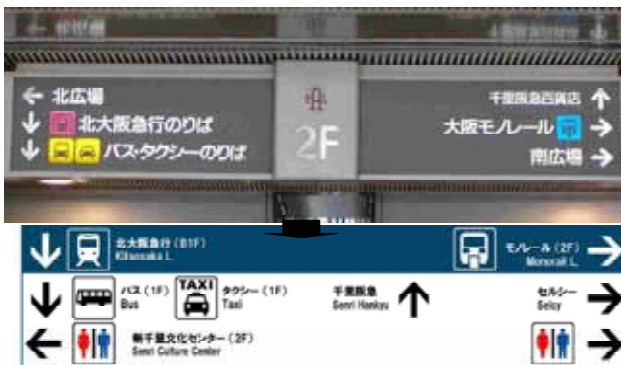 ← 北広場
↓ 北大阪急行のりば
↓ バス・タクシーのりば
2F
千里阪急百貨店 ↑
大阪モノレール →
南広場 →
↓ 北大阪急行 (B1F)
Kitaosaka L.
モノレール (2F) →
Monorail L.
↓ バス (1F)
Bus
TAXI
タクシー (1F)
Taxi
千里阪急 ↑
Senri Hankyu
セルシー →
Selcy
← 新千里文化センター (2F)
Senri Culture Center
→